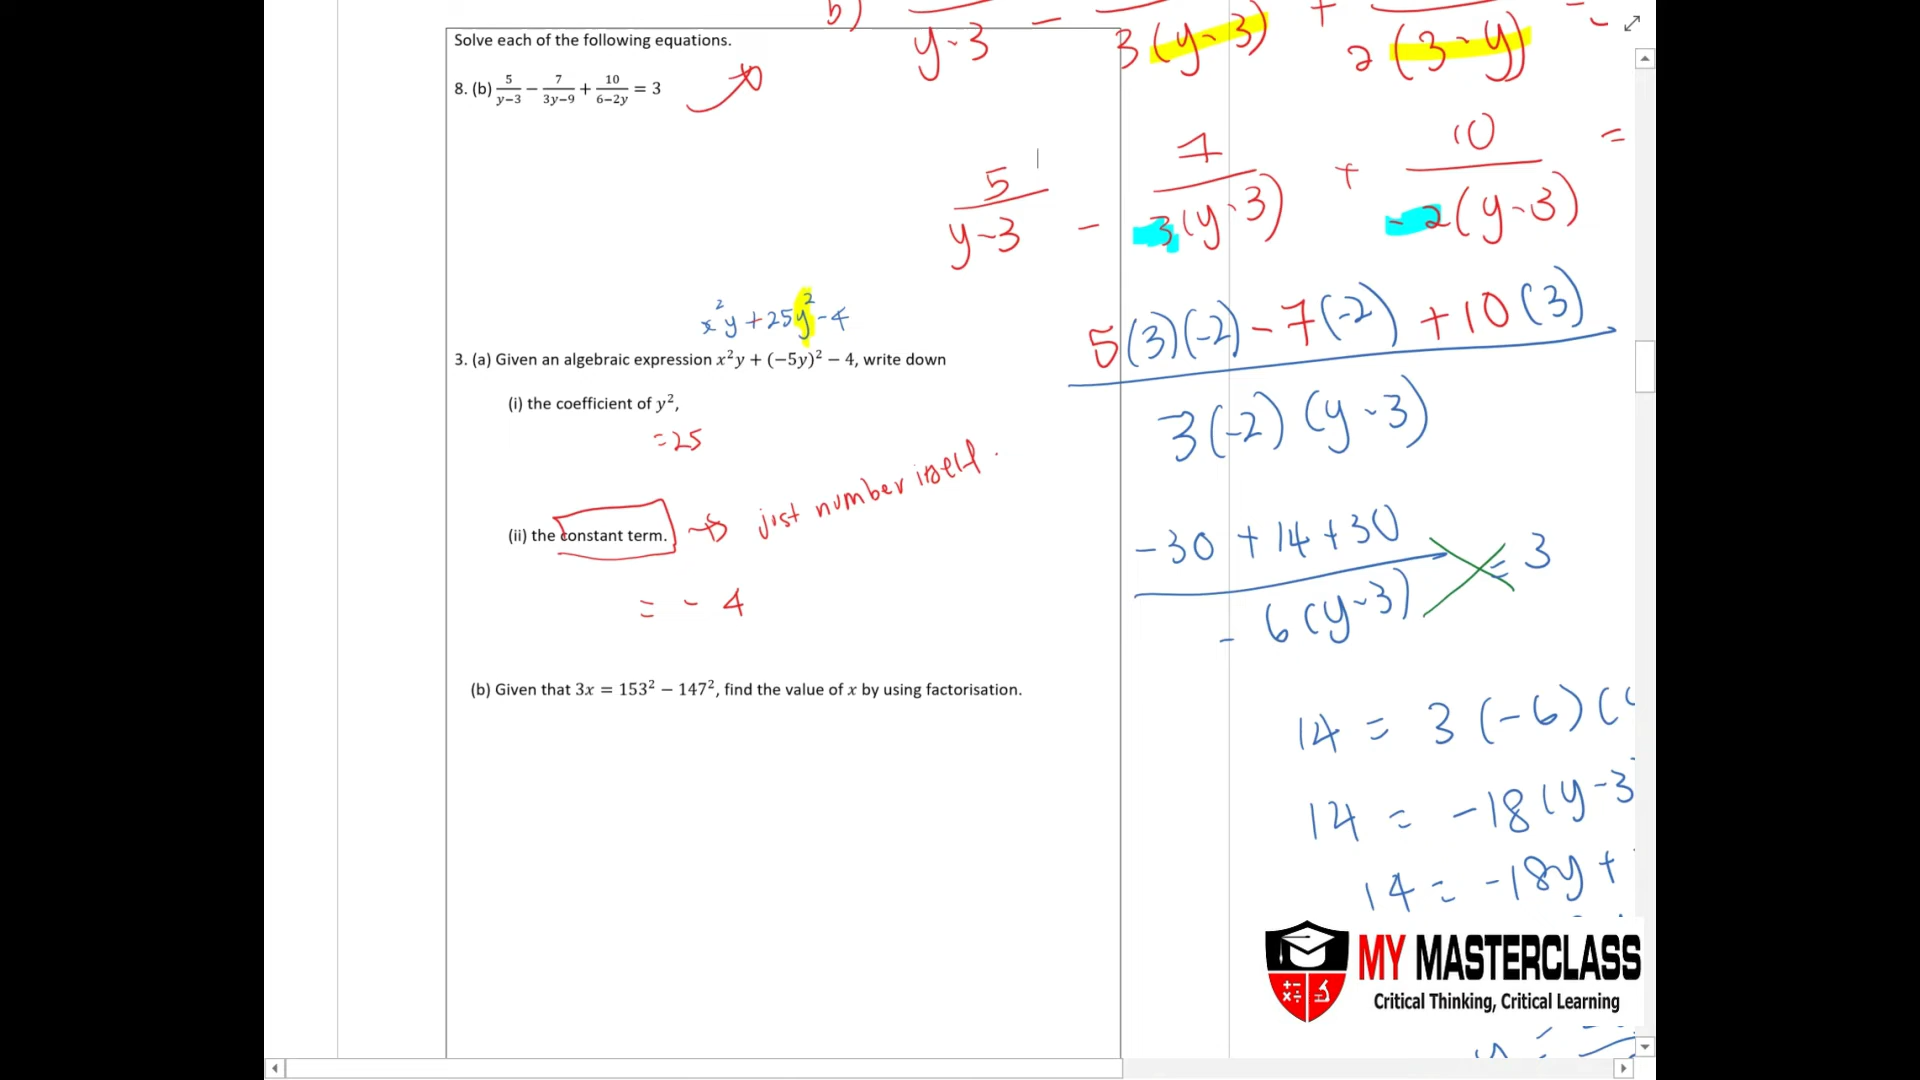 b) y-3 - 3(y-3) + 2(3-y) =
Solve each of the following equations.
8. (b) 5/(y−3) − 7/(3y−9) + 10/(6−2y) = 3
5/(y-3) - 7/(3(y-3)) + 10/(-2(y-3)) =
x²y + 25y² - 4
5(3)(-2) - 7(-2) + 10(3)
3(-2)(y-3)
3. (a) Given an algebraic expression x²y + (−5y)² − 4, write down
(i) the coefficient of y²,
= 25
(ii) the constant term. → just number itself.
= - 4
-30 + 14 + 30
- 6(y-3)
= 3
(b) Given that 3x = 153² − 147², find the value of x by using factorisation.
14 = 3(-6)(
14 = -18(y-3
14 = -18y +
MY MASTERCLASS
Critical Thinking, Critical Learning
y =